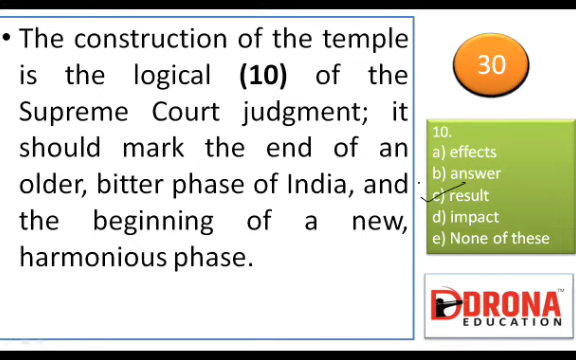 • The construction of the temple
is the logical (10) of the
Supreme Court judgment; it
should mark the end of an
older, bitter phase of India, and
the beginning of a new,
harmonious phase.
30
10.
a) effects
b) answer
c) result
d) impact
e) None of these
DRONA
TM
EDUCATION